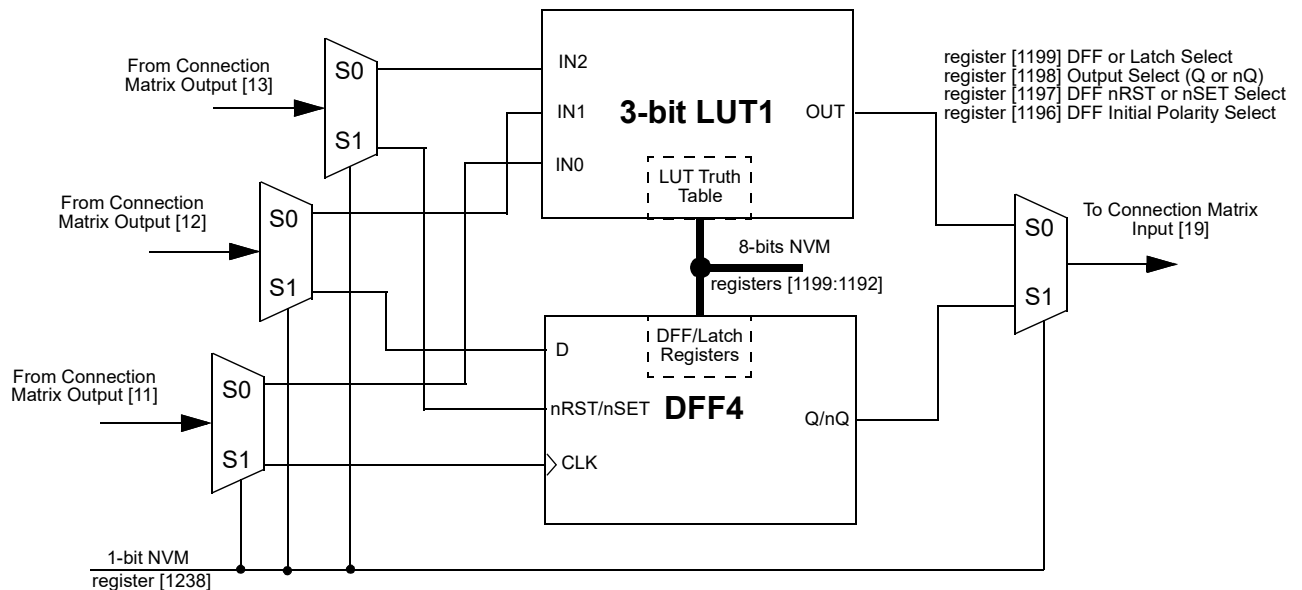 From Connection
Matrix Output [13]
S0
S1
IN2
IN1
IN0
3-bit LUT1
OUT
LUT Truth
Table
register [1199] DFF or Latch Select
register [1198] Output Select (Q or nQ)
register [1197] DFF nRST or nSET Select
register [1196] DFF Initial Polarity Select
From Connection
Matrix Output [12]
S0
S1
8-bits NVM
registers [1199:1192]
S0
S1
To Connection Matrix
Input [19]
From Connection
Matrix Output [11]
S0
S1
D
nRST/nSET
CLK
DFF/Latch
Registers
DFF4
Q/nQ
1-bit NVM
register [1238]